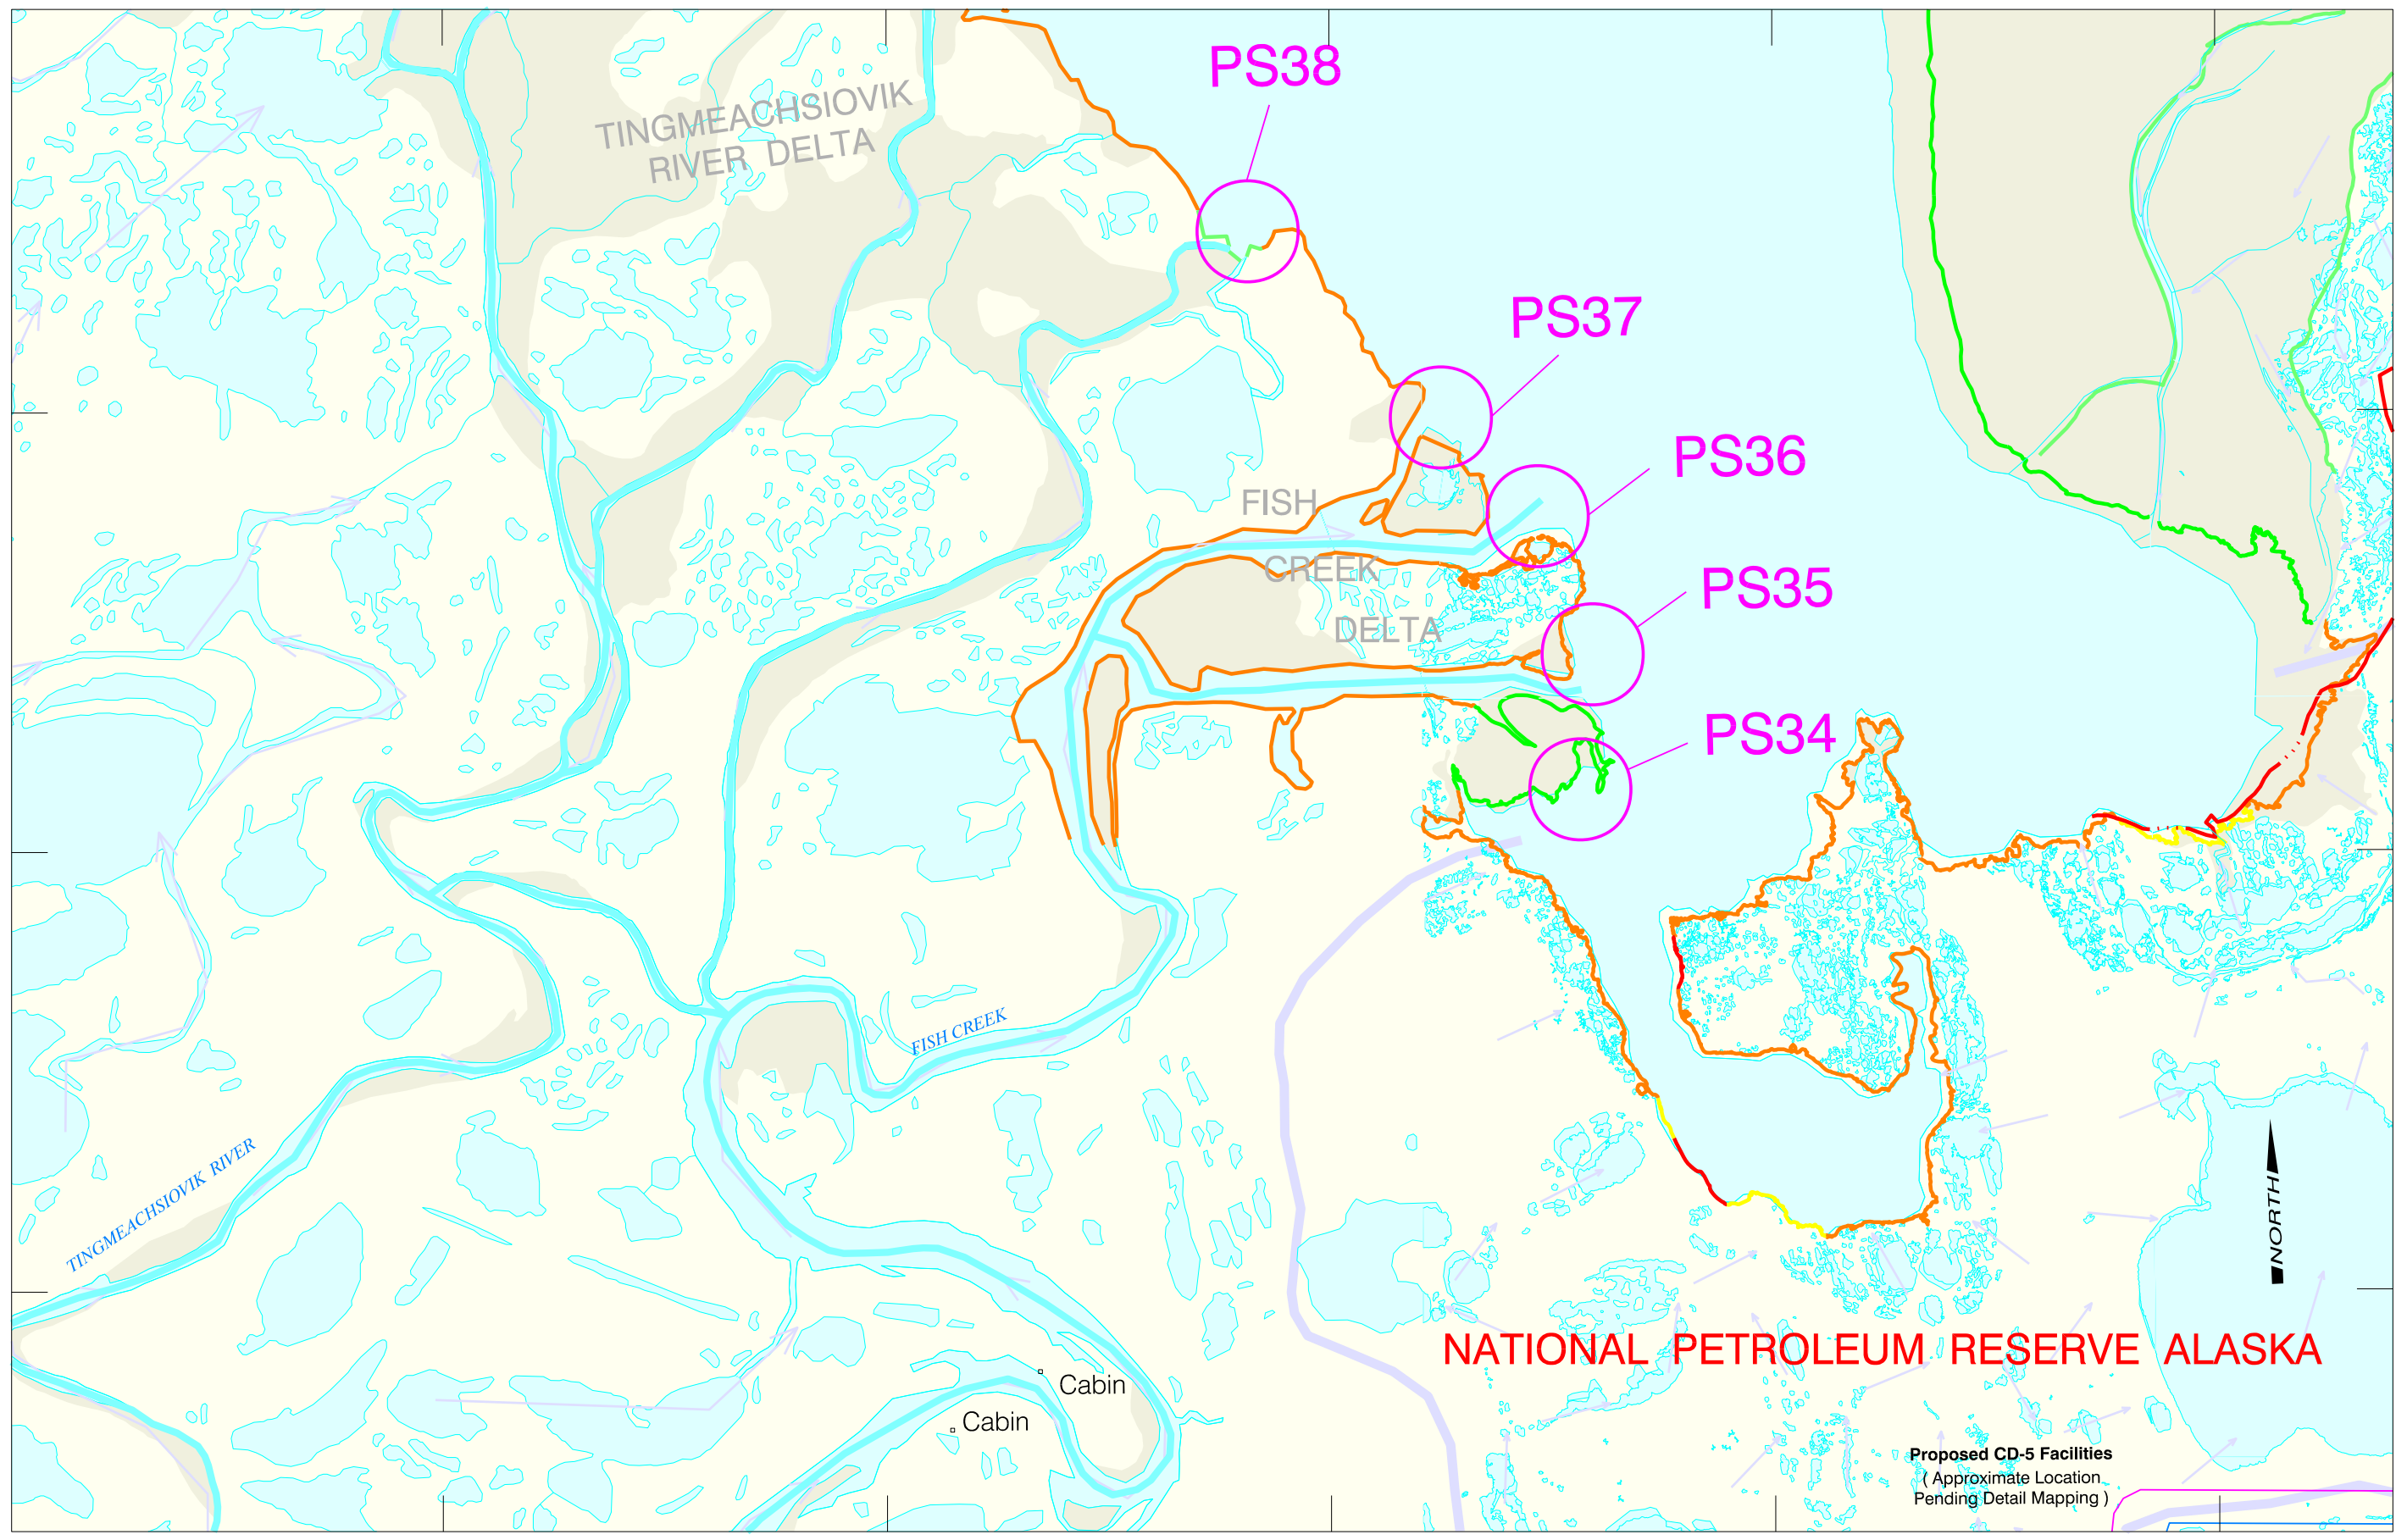 PS38
TINGMEACHSIOVIK
RIVER DELTA
PS37
PS36
FISH
CREEK
DELTA
PS35
PS34
FISH CREEK
TINGMEACHSIOVIK RIVER
NORTH
NATIONAL PETROLEUM RESERVE ALASKA
Cabin
Cabin
Proposed CD-5 Facilities
( Approximate Location
Pending Detail Mapping )